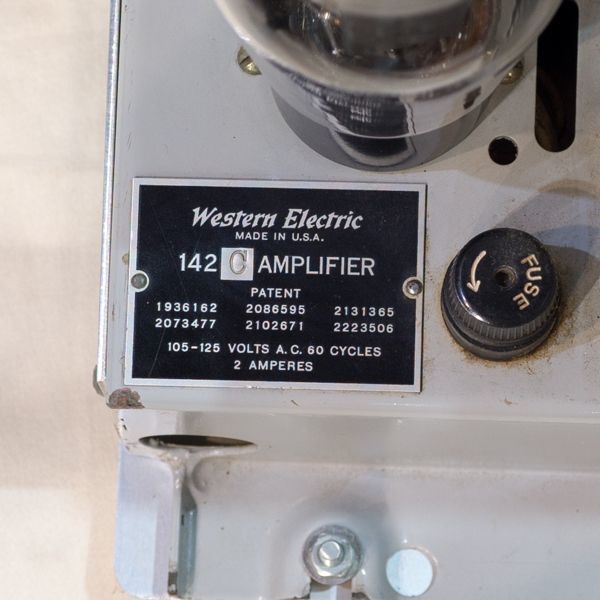 Western Electric
MADE IN U.S.A.
142 C AMPLIFIER
PATENT
1936162 2086595 2131365
2073477 2102671 2223506
105-125 VOLTS A.C. 60 CYCLES
2 AMPERES
FUSE